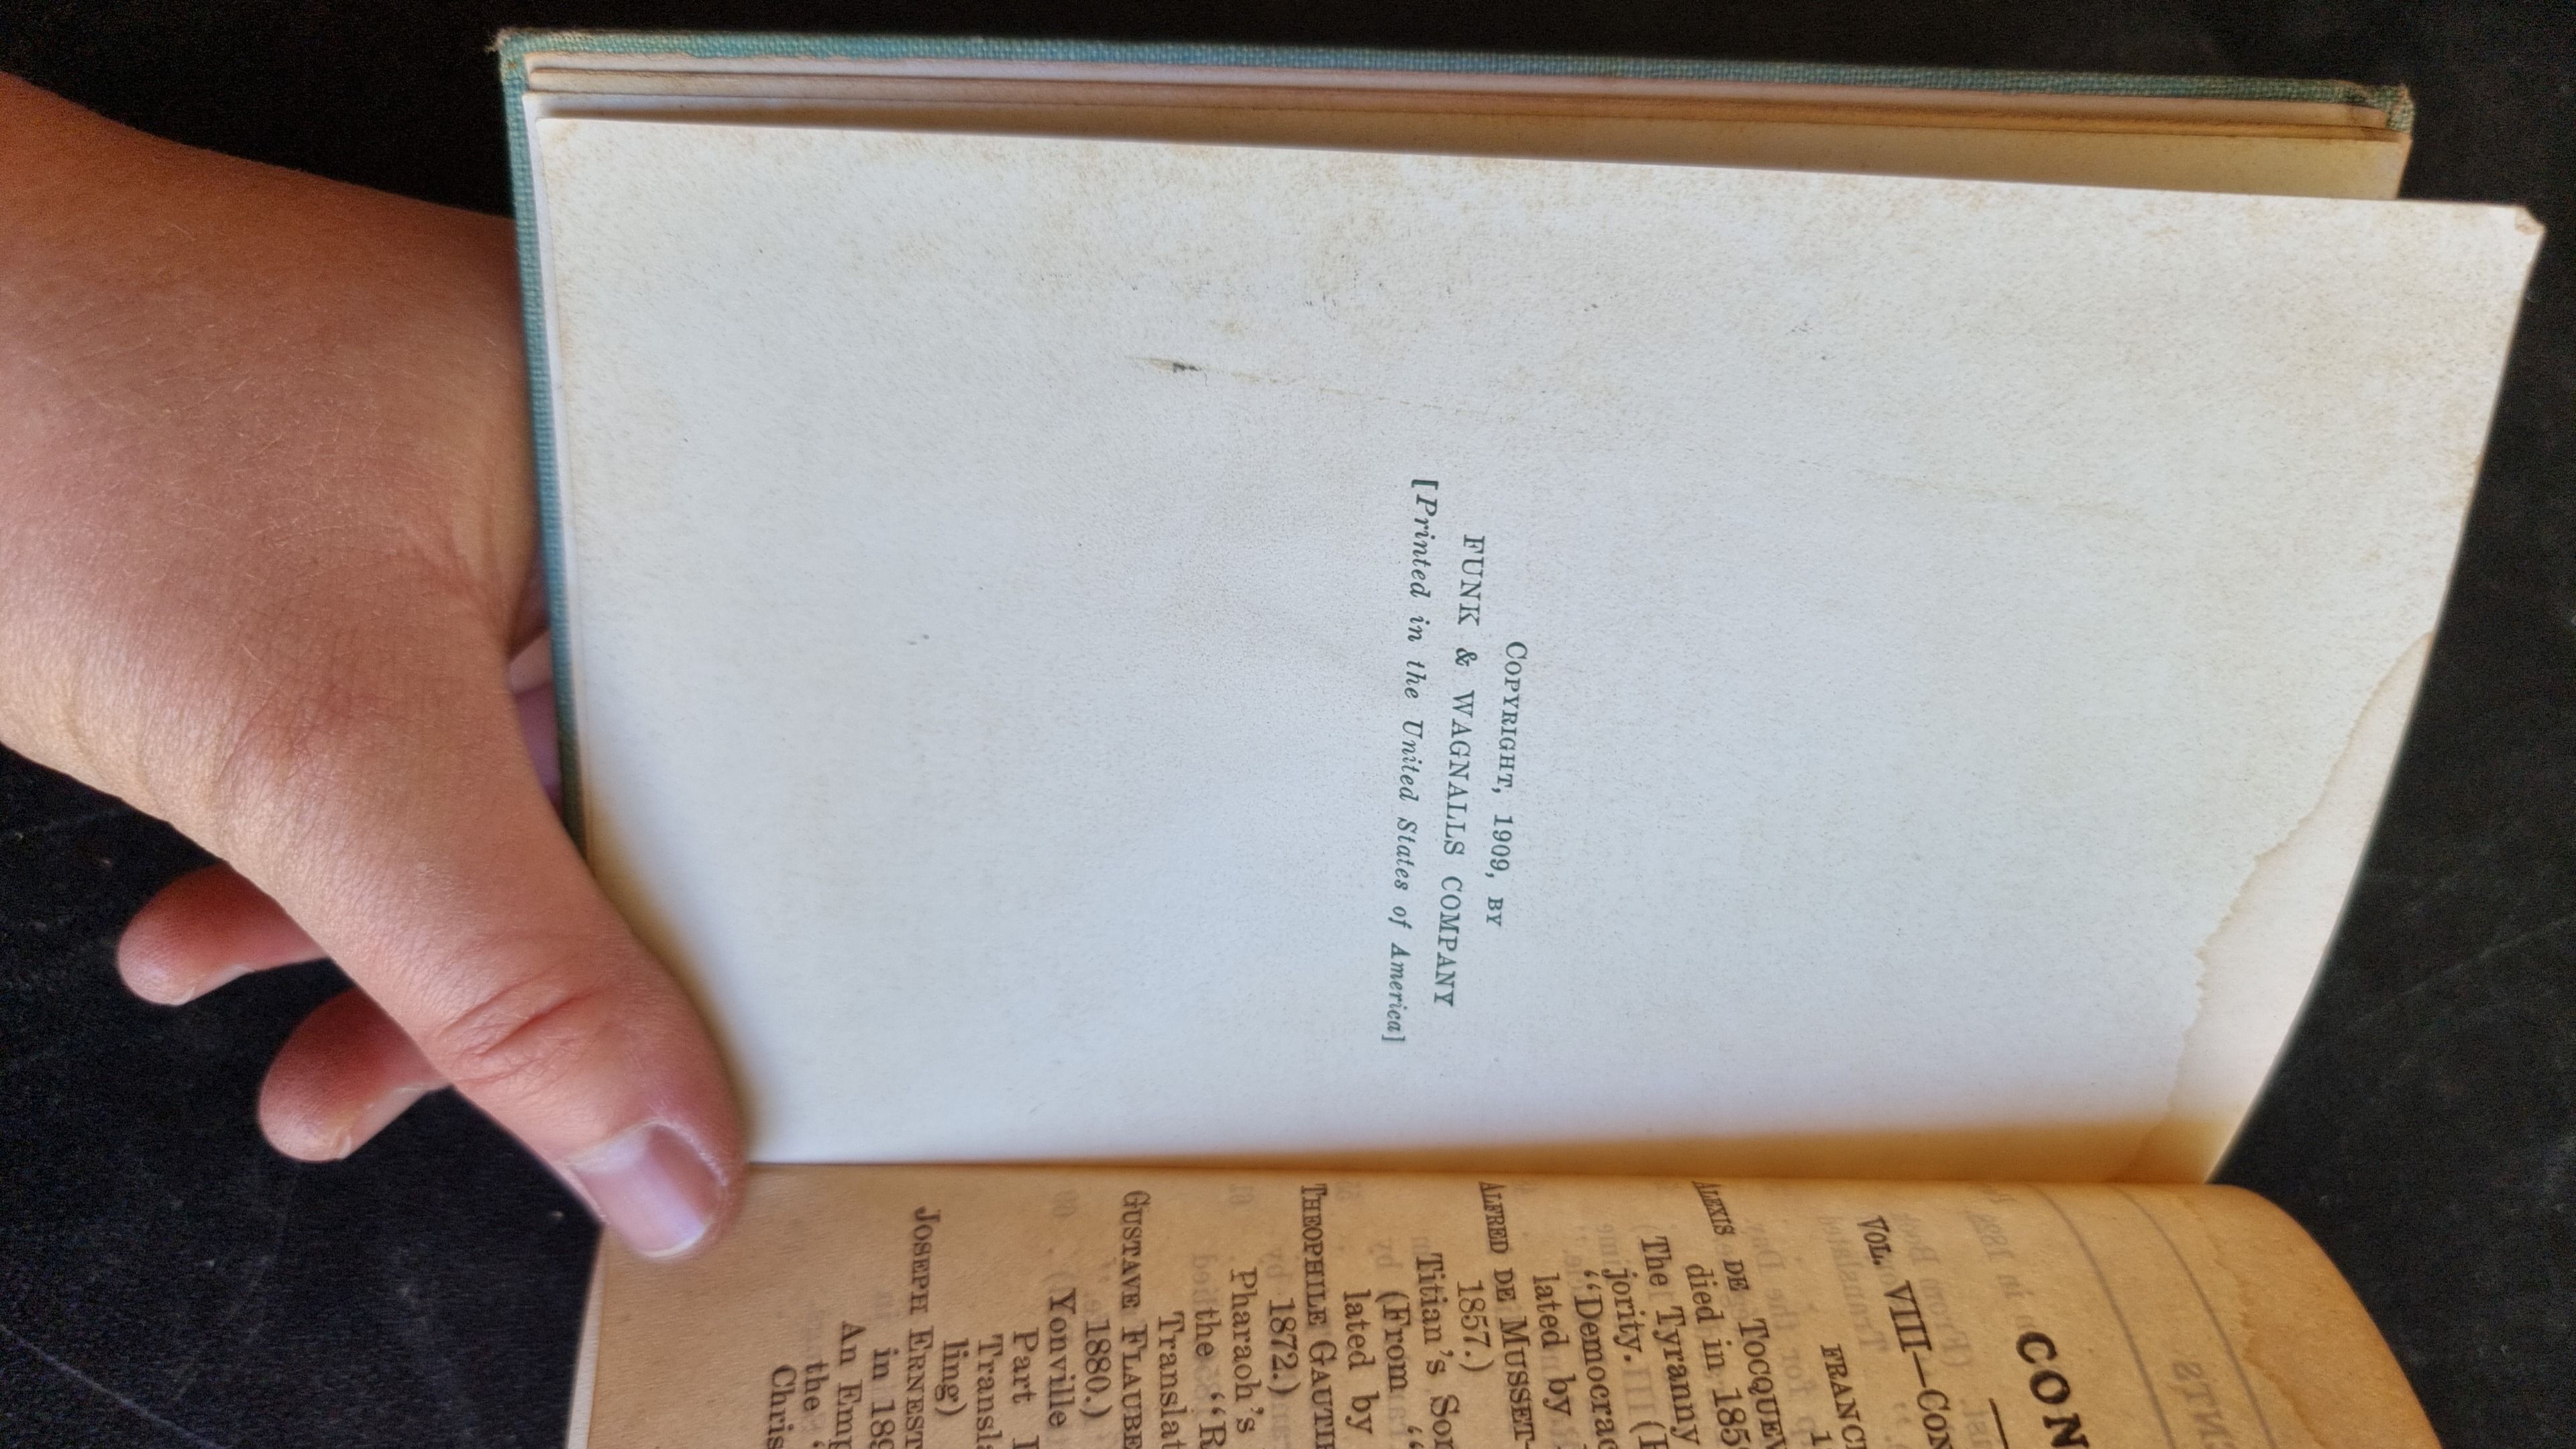 COPYRIGHT, 1909, BY
FUNK & WAGNALLS COMPANY
[Printed in the United States of America]
CON
VOL. VIII—CON
FRANC
ALEXIS DE TOCQUEV
died in 185
The Tyranny
jority.
"Democrac
lated by
ALFRED DE MUSSET-
1857.)
Titian's Son
(From "
lated by
THEOPHILE GAUTI
1872.)
Pharaoh's
the "R
Translat
GUSTAVE FLAUBE
1880.)
Yonville
Part I
Transla
ling)
JOSEPH ERNEST
in 189
An Emp
the
Chris